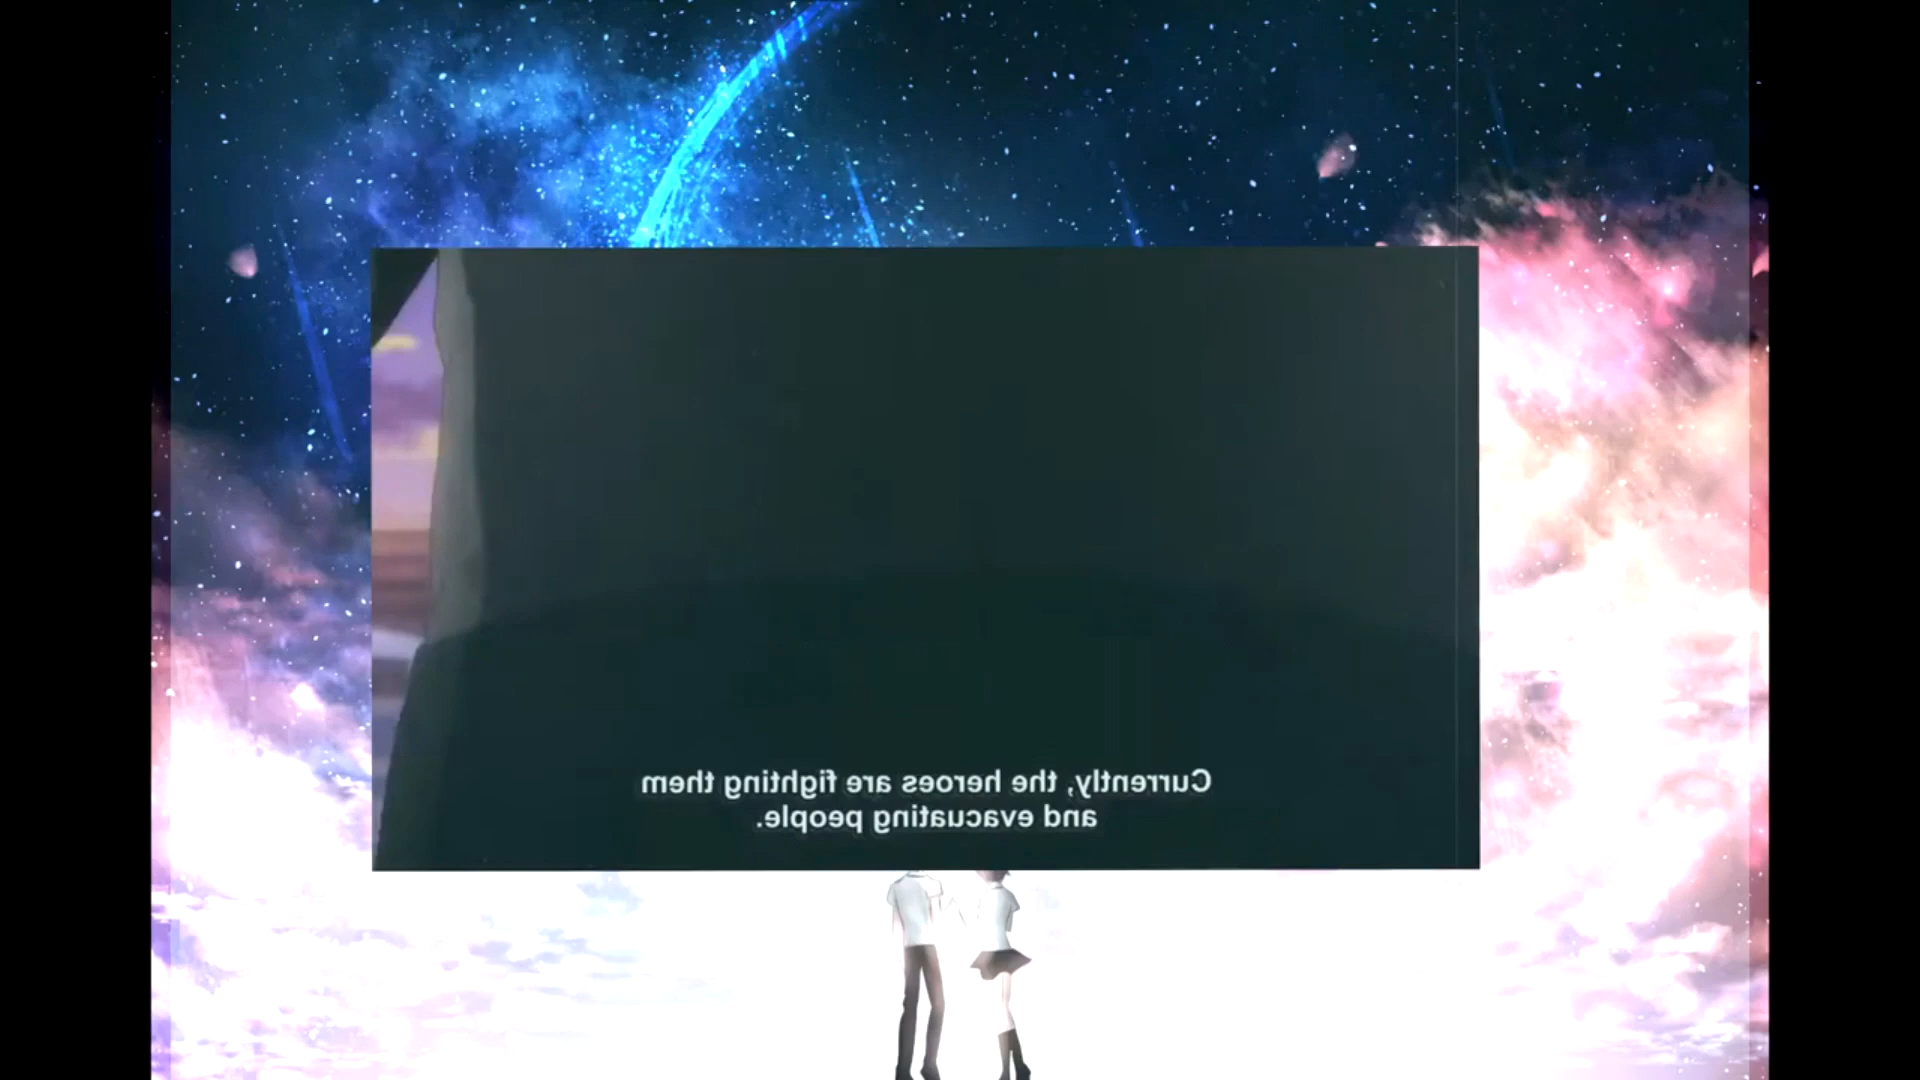 Currently, the heroes are fighting them
and evacuating people.